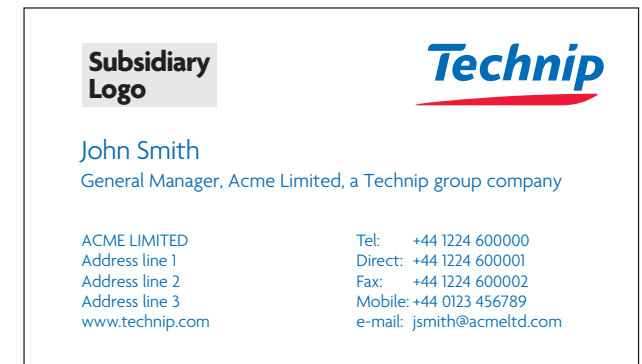 Subsidiary
Logo
Technip
John Smith
General Manager, Acme Limited, a Technip group company
ACME LIMITED
Address line 1
Address line 2
Address line 3
www.technip.com
Tel: +44 1224 600000
Direct: +44 1224 600001
Fax: +44 1224 600002
Mobile: +44 0123 456789
e-mail: jsmith@acmeltd.com